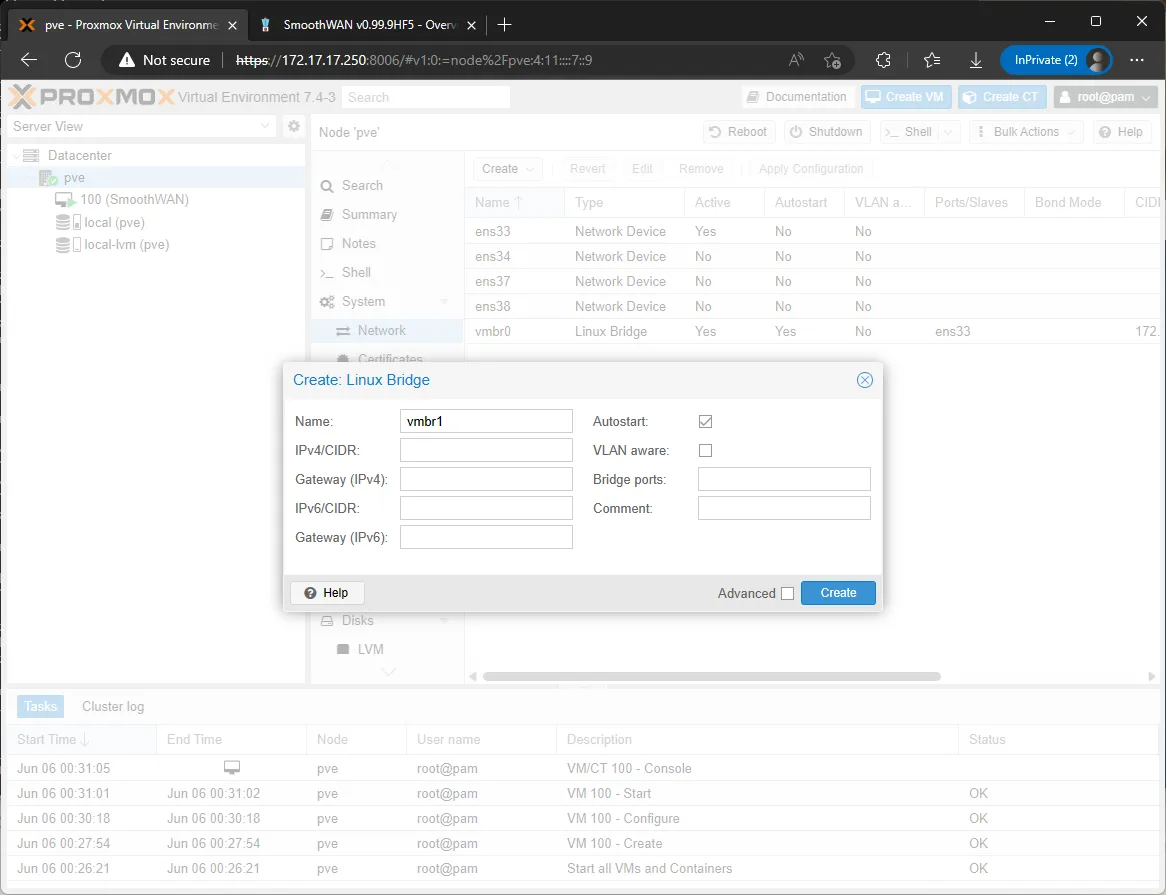 pve - Proxmox Virtual Environme
SmoothWAN v0.99.9HF5 - Overv
Not secure
https://172.17.17.250:8006/#v1:0:=node%2Fpve:4:11::::7::9
InPrivate (2)
PROXMOX Virtual Environment 7.4-3
Search
Documentation
Create VM
Create CT
root@pam
Server View
Node 'pve'
Reboot
Shutdown
Shell
Bulk Actions
Help
Datacenter
pve
100 (SmoothWAN)
local (pve)
local-lvm (pve)
Search
Summary
Notes
Shell
System
Network
Certificates
Disks
LVM
Create
Revert
Edit
Remove
Apply Configuration
Name Type Active Autostart VLAN a... Ports/Slaves Bond Mode CIDI
ens33 Network Device Yes No No
ens34 Network Device No No No
ens37 Network Device No No No
ens38 Network Device No No No
vmbr0 Linux Bridge Yes Yes No ens33 172.
Create: Linux Bridge
Name: vmbr1 Autostart:
IPv4/CIDR: VLAN aware:
Gateway (IPv4): Bridge ports:
IPv6/CIDR: Comment:
Gateway (IPv6):
Help
Advanced
Create
Tasks
Cluster log
Start Time End Time Node User name Description Status
Jun 06 00:31:05 pve root@pam VM/CT 100 - Console
Jun 06 00:31:01 Jun 06 00:31:02 pve root@pam VM 100 - Start OK
Jun 06 00:30:18 Jun 06 00:30:18 pve root@pam VM 100 - Configure OK
Jun 06 00:27:54 Jun 06 00:27:54 pve root@pam VM 100 - Create OK
Jun 06 00:26:21 Jun 06 00:26:21 pve root@pam Start all VMs and Containers OK